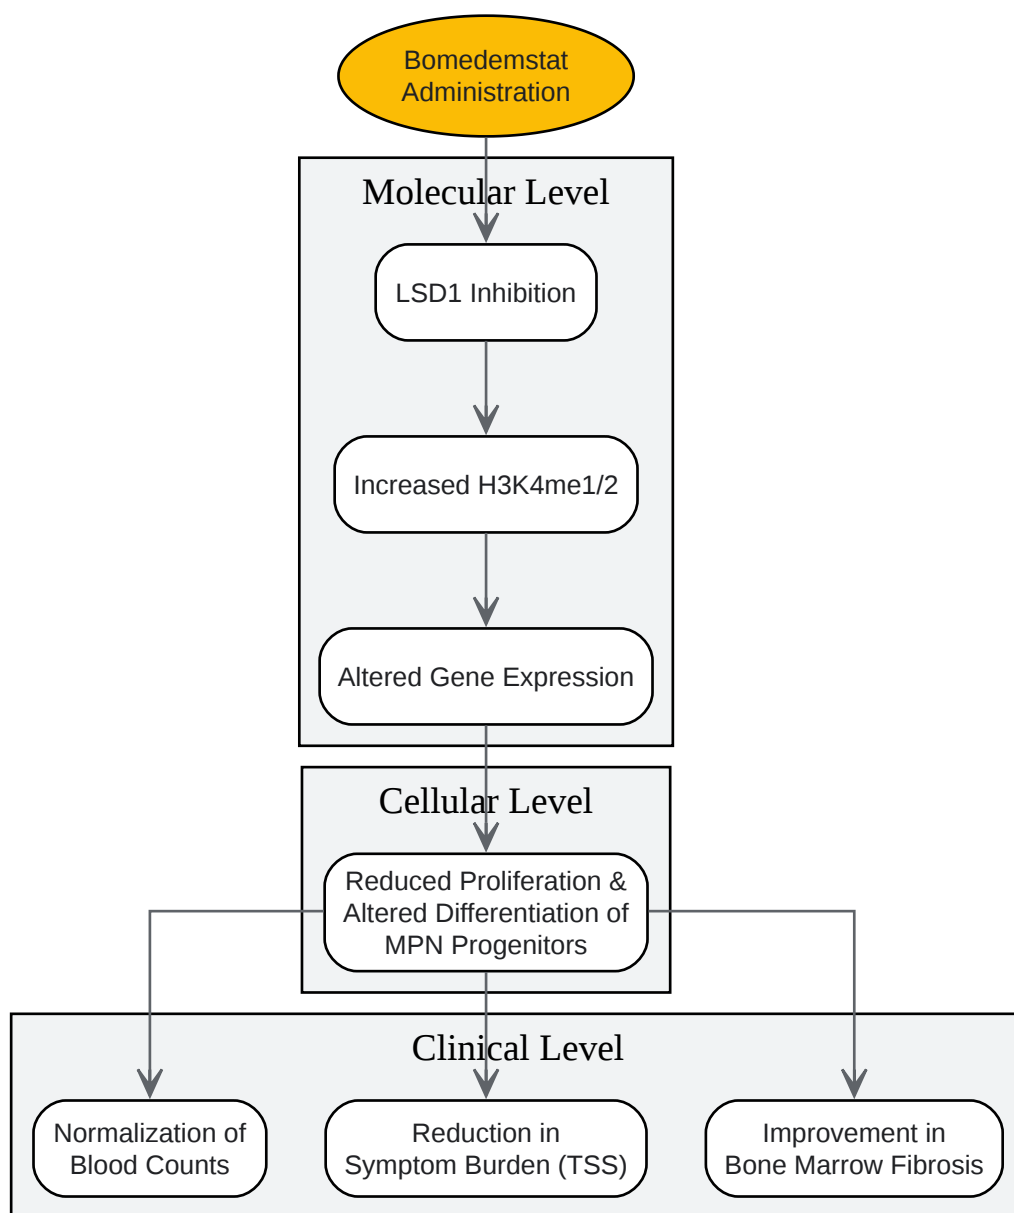 Bomedemstat
Administration
Molecular Level
LSD1 Inhibition
Increased H3K4me1/2
Altered Gene Expression
Cellular Level
Reduced Proliferation &
Altered Differentiation of
MPN Progenitors
Clinical Level
Normalization of
Blood Counts
Reduction in
Symptom Burden (TSS)
Improvement in
Bone Marrow Fibrosis